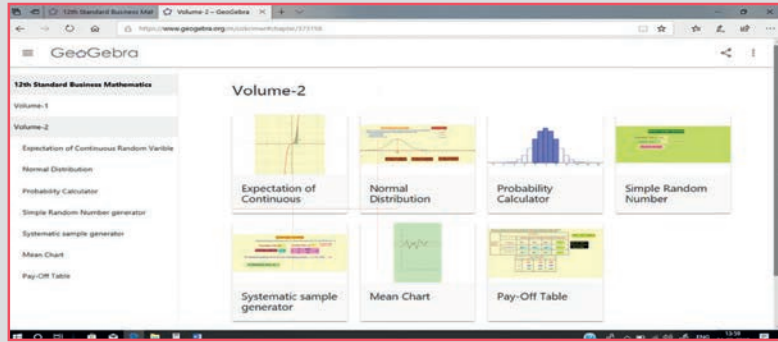 12th Standard Business Mat
Volume-2 – GeoGebra
GeoGebra
12th Standard Business Mathematics
Volume-1
Volume-2
Expectation of Continuous Random Varible
Normal Distribution
Probability Calculator
Simple Random Number generator
Systematic sample generator
Mean Chart
Pay-Off Table
Volume-2
Expectation of
Continuous
Normal
Distribution
Probability
Calculator
Simple Random
Number
Systematic sample
generator
Mean Chart
Pay-Off Table
ENG
13:59